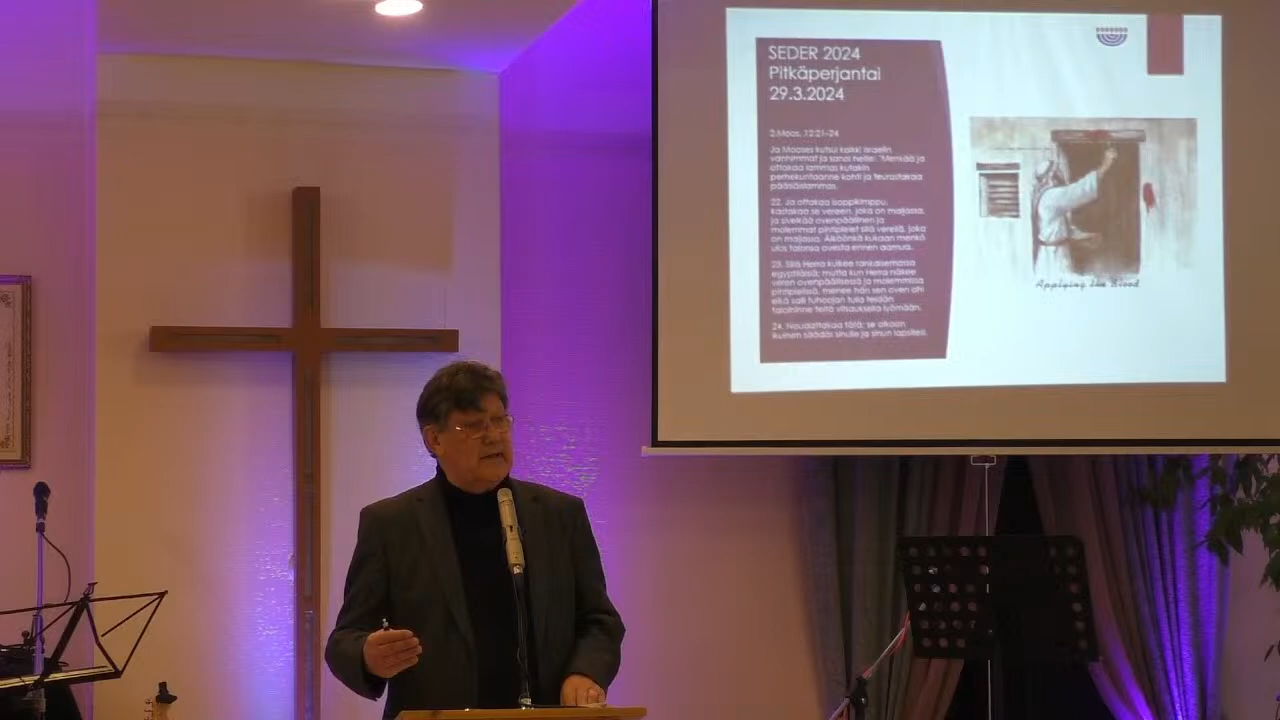 SEDER 2024
Pitkäperjantai
29.3.2024
2.Moos. 12:21-24
Ja Mooses kutsui kaikki Israelin
vanhimmat ja sanoi heille: "Menkää ja
ottakaa lammas kutakin
perhekuntaanne kohti ja teurastakaa
pääsiäislammas.
22. Ja ottakaa isoppikimppu,
kastakaa se vereen, joka on maljassa,
ja sivelkää ovenpäällinen ja
molemmat pihtipielet sillä verellä, joka
on maljassa. Älköönkä kukaan menkö
ulos talonsa ovesta ennen aamua.
23. Sillä Herra kulkee rankaisemassa
egyptiläisiä; mutta kun Herra näkee
veren ovenpäällisessä ja molemmissa
pihtipielissä, menee hän sen oven ohi
eikä salli tuhoojan tulla teidän
taloihinne teitä vitsauksella lyömään.
24. Noudattakaa tätä; se olkoon
ikuinen säädös sinulle ja sinun lapsillesi.
Applying the Blood